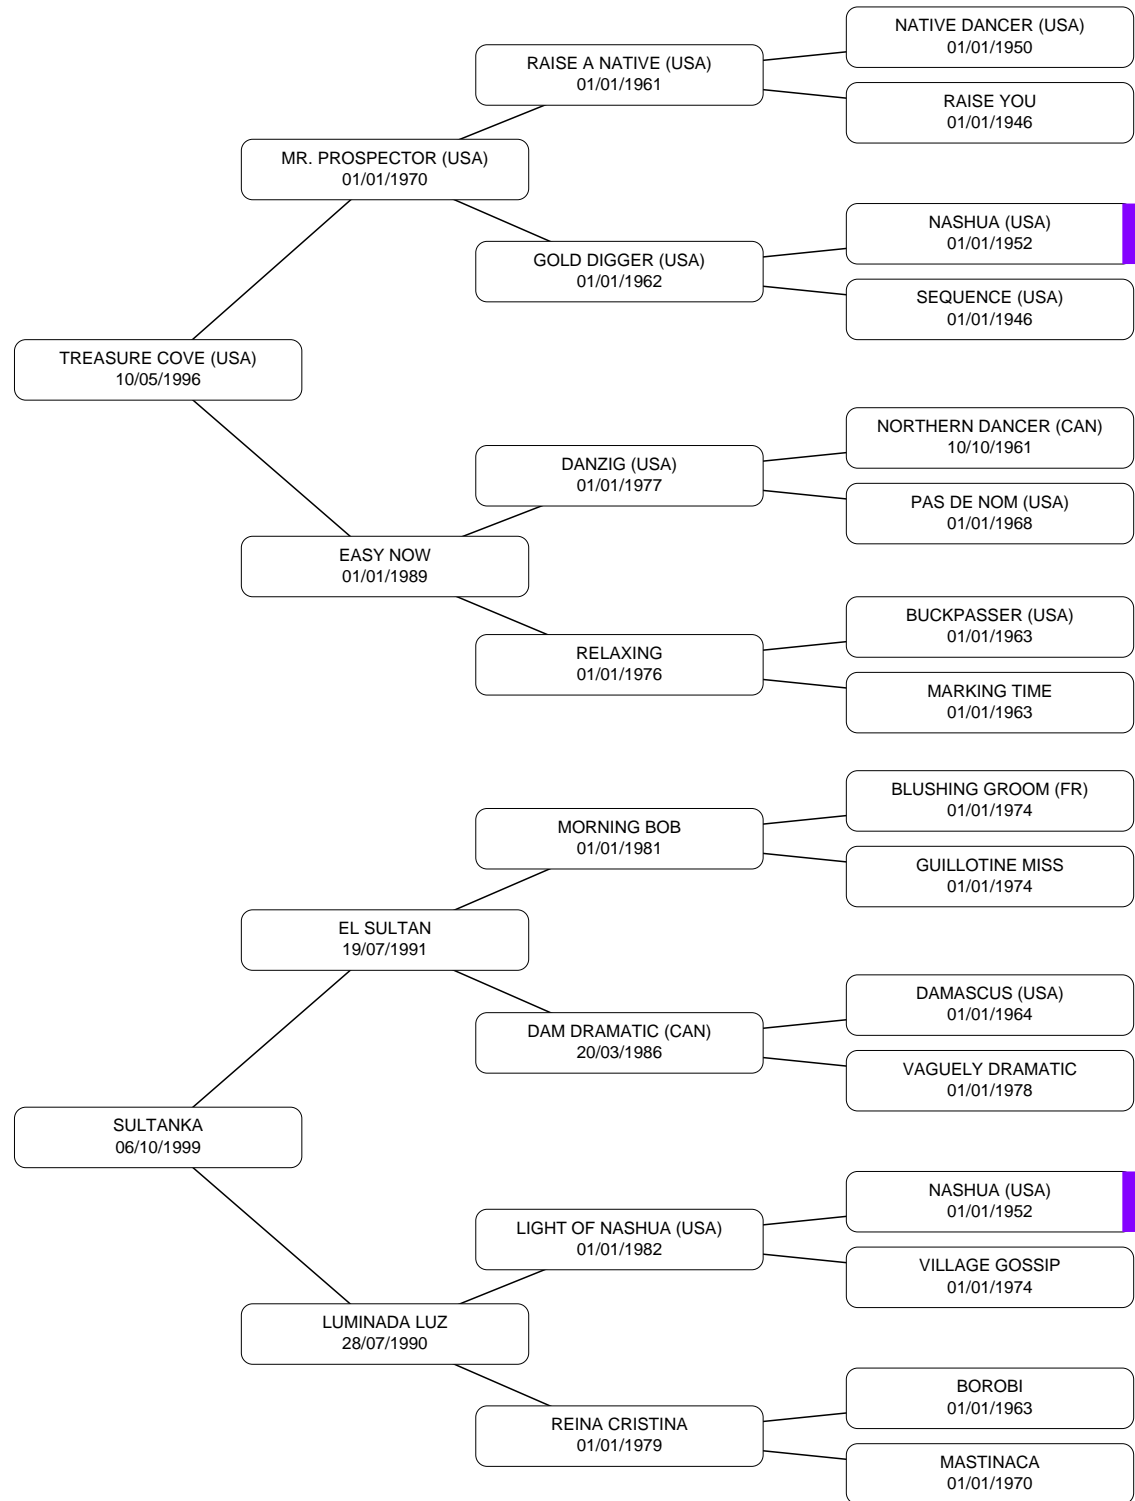 NATIVE DANCER (USA)
01/01/1950
RAISE A NATIVE (USA)
01/01/1961
RAISE YOU
01/01/1946
MR. PROSPECTOR (USA)
01/01/1970
NASHUA (USA)
01/01/1952
GOLD DIGGER (USA)
01/01/1962
SEQUENCE (USA)
01/01/1946
TREASURE COVE (USA)
10/05/1996
NORTHERN DANCER (CAN)
10/10/1961
DANZIG (USA)
01/01/1977
PAS DE NOM (USA)
01/01/1968
EASY NOW
01/01/1989
BUCKPASSER (USA)
01/01/1963
RELAXING
01/01/1976
MARKING TIME
01/01/1963
BLUSHING GROOM (FR)
01/01/1974
MORNING BOB
01/01/1981
GUILLOTINE MISS
01/01/1974
EL SULTAN
19/07/1991
DAMASCUS (USA)
01/01/1964
DAM DRAMATIC (CAN)
20/03/1986
VAGUELY DRAMATIC
01/01/1978
SULTANKA
06/10/1999
NASHUA (USA)
01/01/1952
LIGHT OF NASHUA (USA)
01/01/1982
VILLAGE GOSSIP
01/01/1974
LUMINADA LUZ
28/07/1990
BOROBI
01/01/1963
REINA CRISTINA
01/01/1979
MASTINACA
01/01/1970